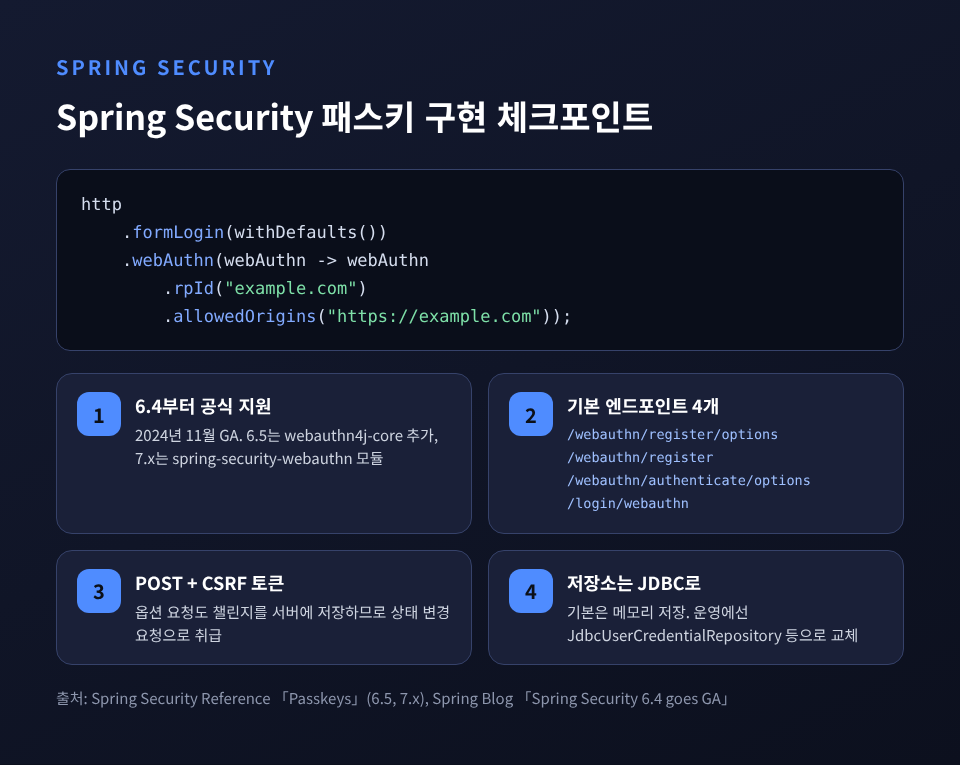 SPRING SECURITY
Spring Security 패스키 구현 체크포인트
http
    .formLogin(withDefaults())
    .webAuthn(webAuthn -> webAuthn
        .rpId("example.com")
        .allowedOrigins("https://example.com"));
1
6.4부터 공식 지원
2024년 11월 GA. 6.5는 webauthn4j-core 추가,
7.x는 spring-security-webauthn 모듈
2
기본 엔드포인트 4개
/webauthn/register/options
/webauthn/register
/webauthn/authenticate/options
/login/webauthn
3
POST + CSRF 토큰
옵션 요청도 챌린지를 서버에 저장하므로 상태 변경
요청으로 취급
4
저장소는 JDBC로
기본은 메모리 저장. 운영에선
JdbcUserCredentialRepository 등으로 교체
출처: Spring Security Reference 「Passkeys」(6.5, 7.x), Spring Blog 「Spring Security 6.4 goes GA」